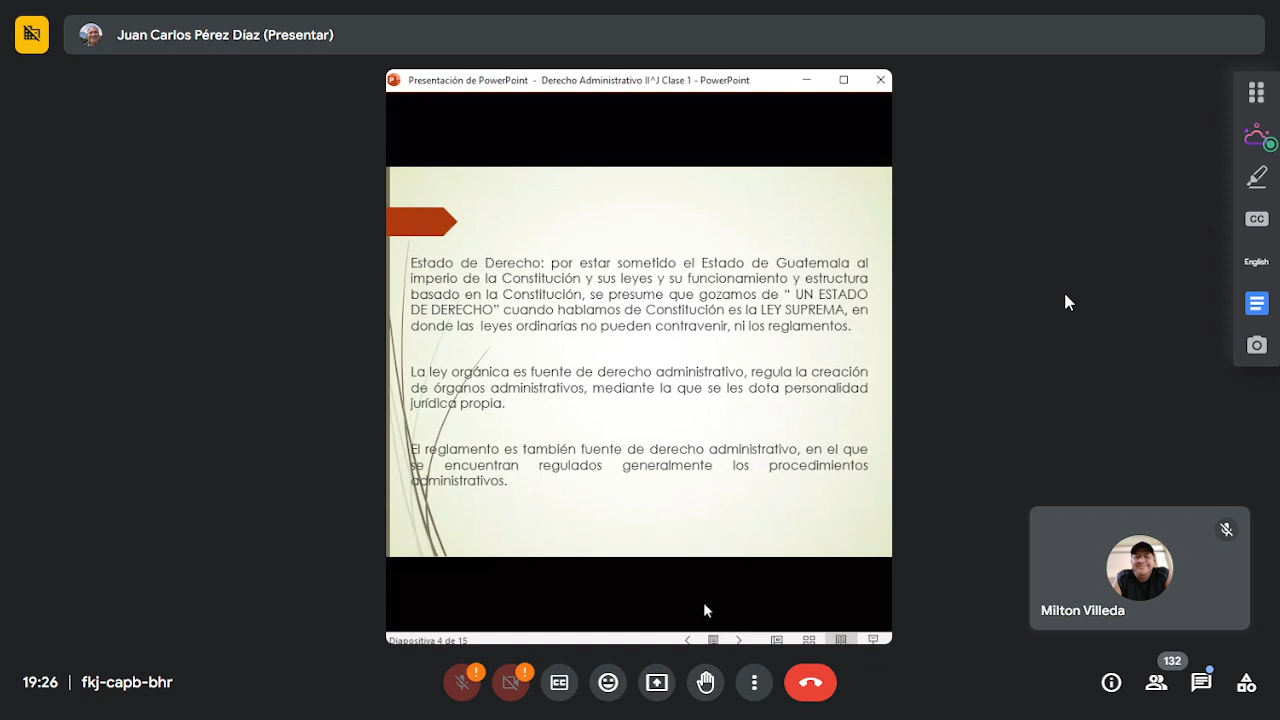 Juan Carlos Pérez Díaz (Presentar)
Presentación de PowerPoint - Derecho Administrativo II^J Clase 1 - PowerPoint
Estado de Derecho: por estar sometido el Estado de Guatemala al
imperio de la Constitución y sus leyes y su funcionamiento y estructura
basado en la Constitución, se presume que gozamos de “ UN ESTADO
DE DERECHO” cuando hablamos de Constitución es la LEY SUPREMA, en
donde las leyes ordinarias no pueden contravenir, ni los reglamentos.
La ley orgánica es fuente de derecho administrativo, regula la creación
de órganos administrativos, mediante la que se les dota personalidad
jurídica propia.
El reglamento es también fuente de derecho administrativo, en el que
se encuentran regulados generalmente los procedimientos
administrativos.
Diapositiva 4 de 15
CC
English
Milton Villeda
19:26 | fkj-capb-bhr
132